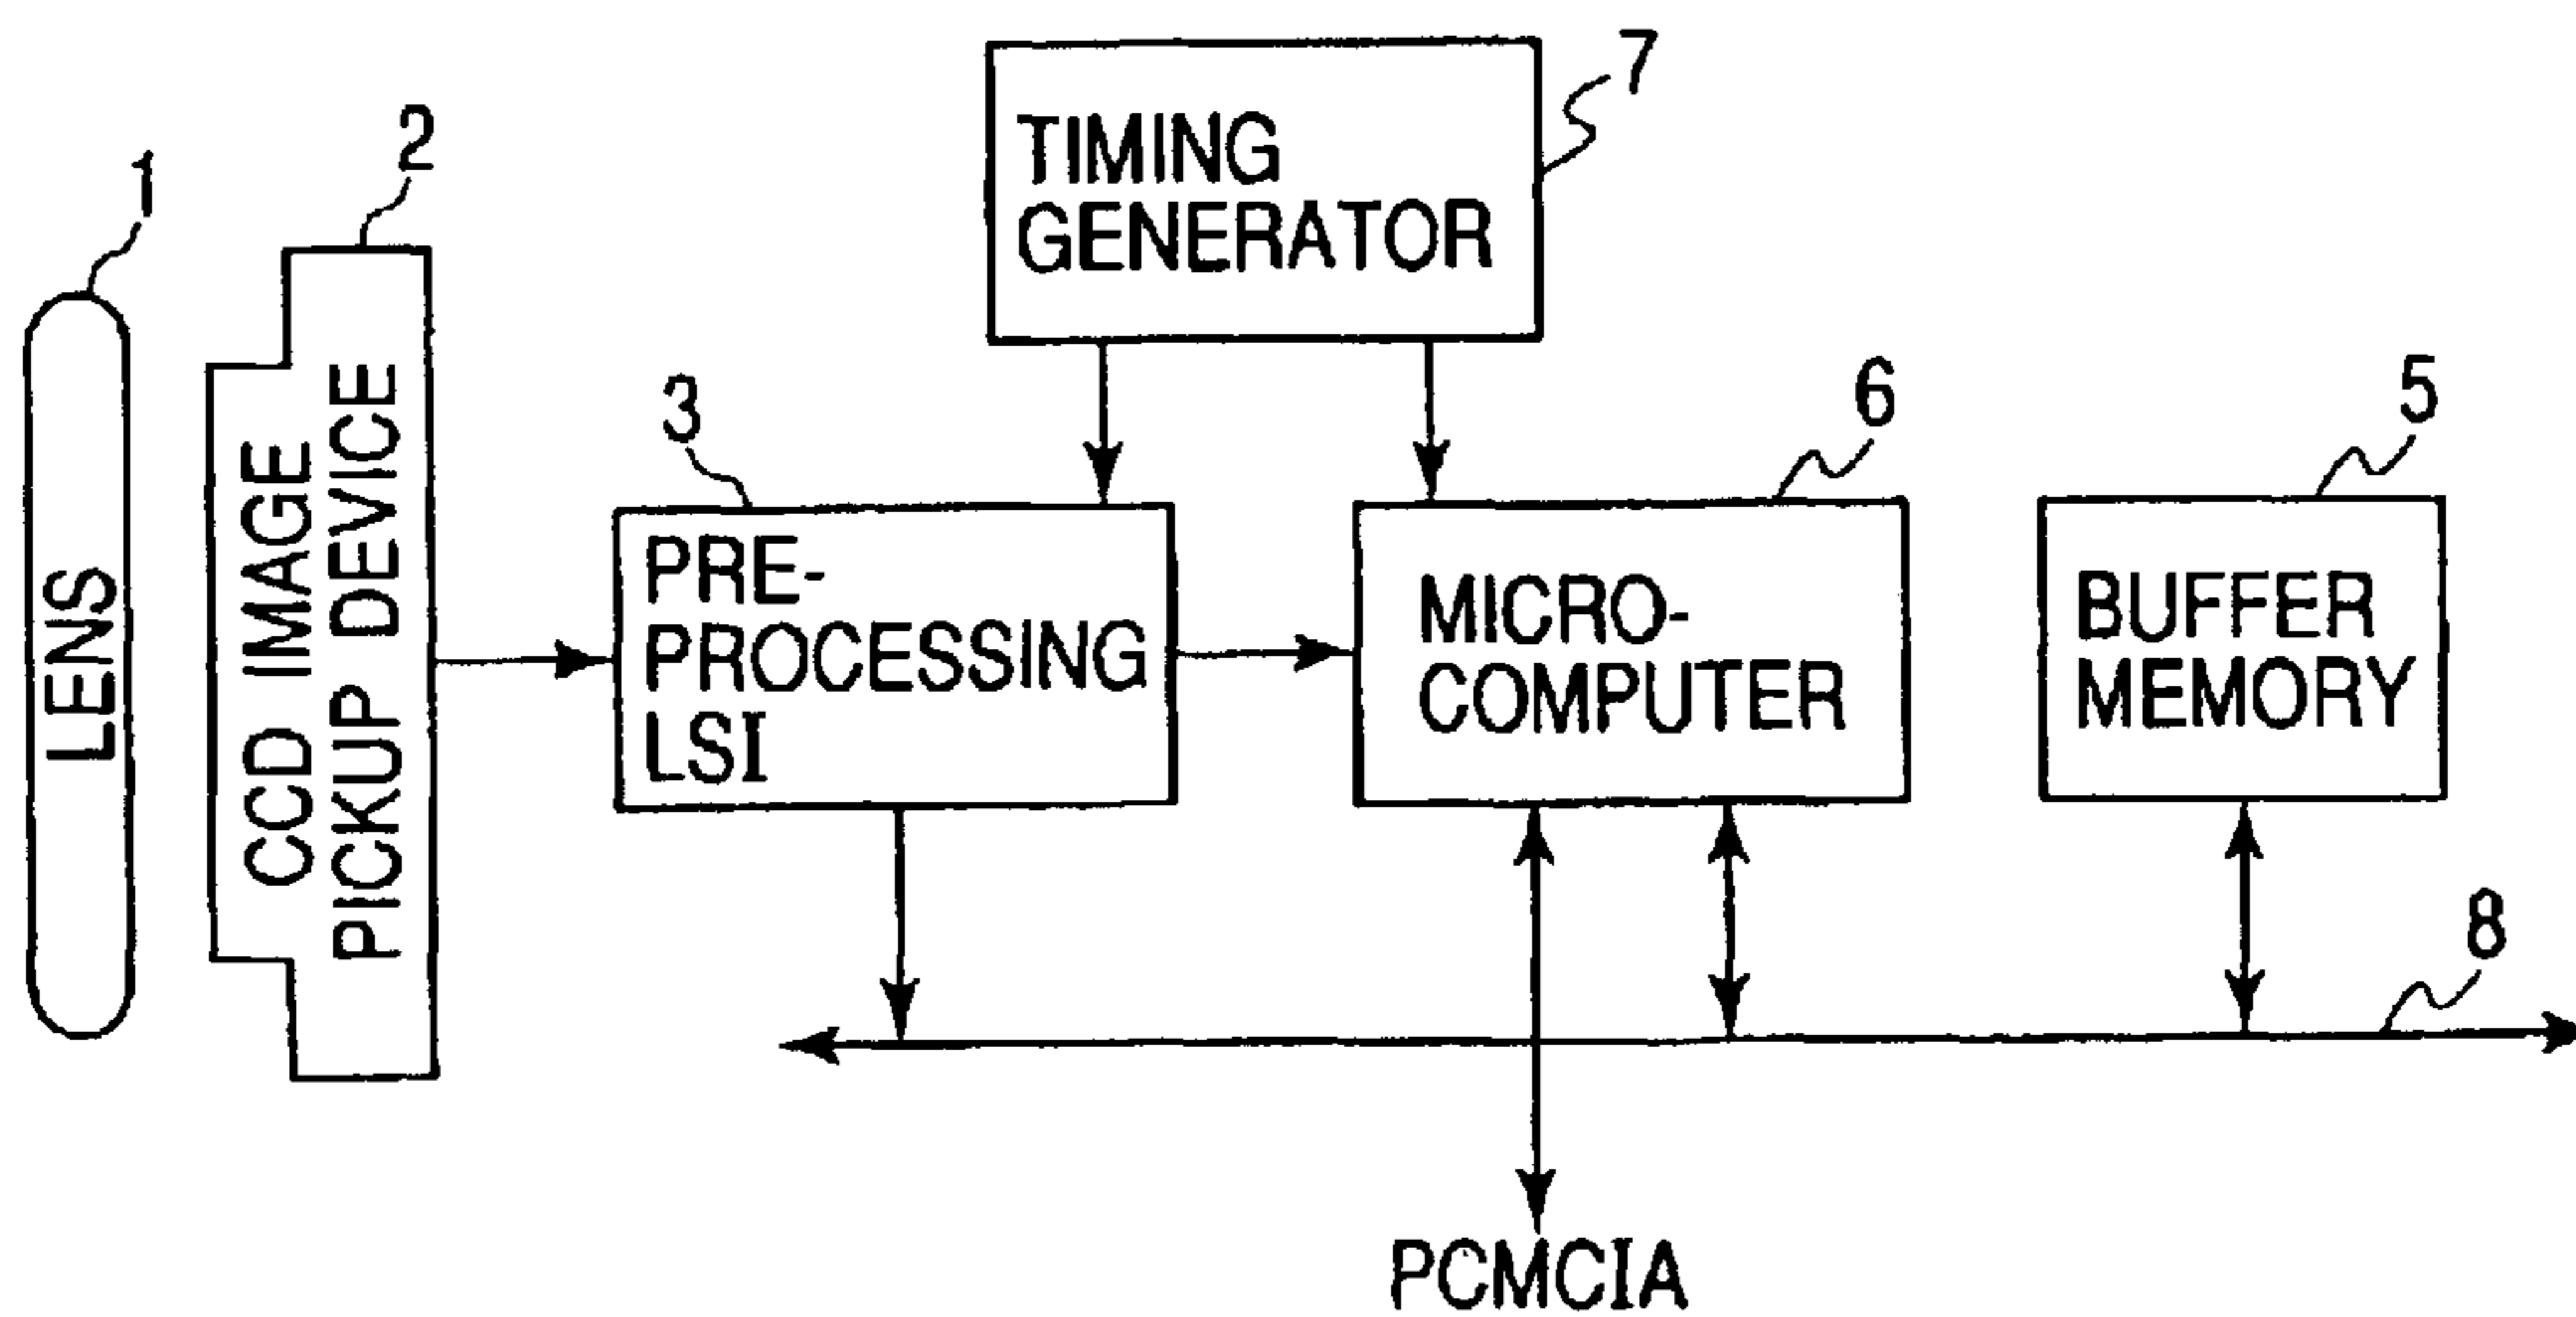 1
LENS
2
CCD IMAGE
PICKUP DEVICE
3
PRE-
PROCESSING
LSI
7
TIMING
GENERATOR
6
MICRO-
COMPUTER
5
BUFFER
MEMORY
8
PCMCIA